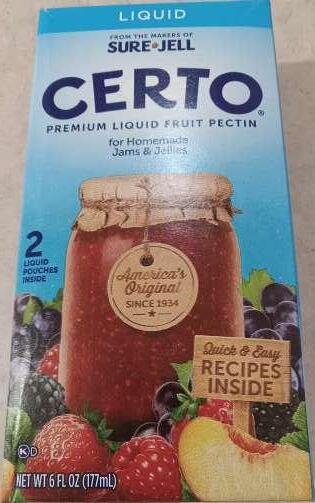 LIQUID
FROM THE MAKERS OF
SURE•JELL
CERTO®
PREMIUM LIQUID FRUIT PECTIN
for Homemade
Jams & Jellies
2
LIQUID
POUCHES
INSIDE
America's
Original
SINCE 1934
★
Quick & Easy
RECIPES
INSIDE
K D
NET WT 6 FL OZ (177mL)